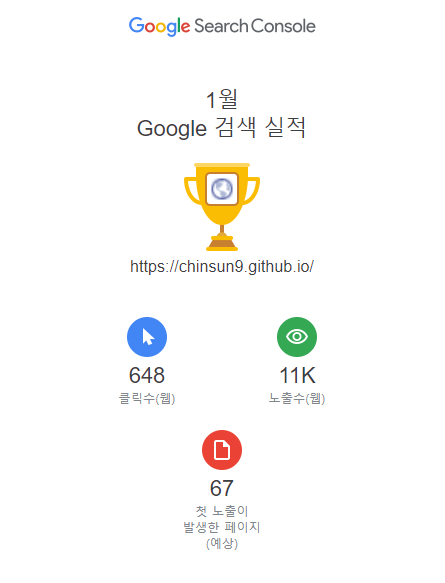 Google Search Console
1월
Google 검색 실적
https://chinsun9.github.io/
648
클릭수(웹)
11K
노출수(웹)
67
첫 노출이
발생한 페이지
(예상)